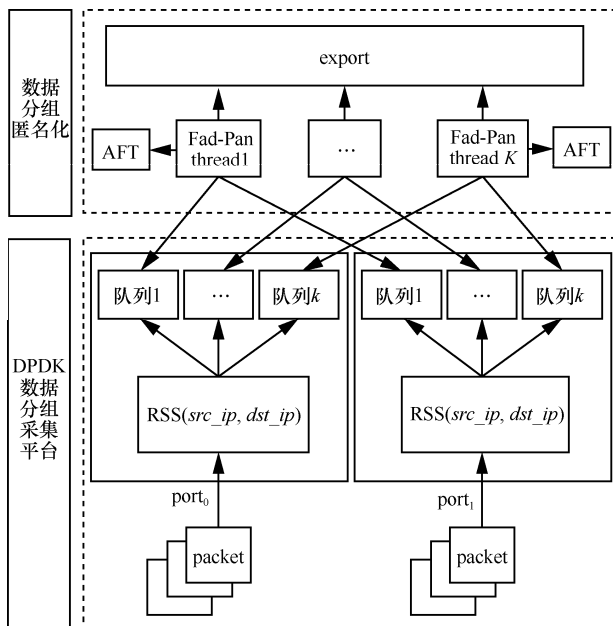 数据
分组
匿名化
export
AFT
Fad-Pan
thread1
...
Fad-Pan
thread K
AFT
DPDK
数据
分组
采集
平台
队列1
...
队列k
队列1
...
队列k
RSS(src_ip, dst_ip)
RSS(src_ip, dst_ip)
port₀
port₁
packet
packet